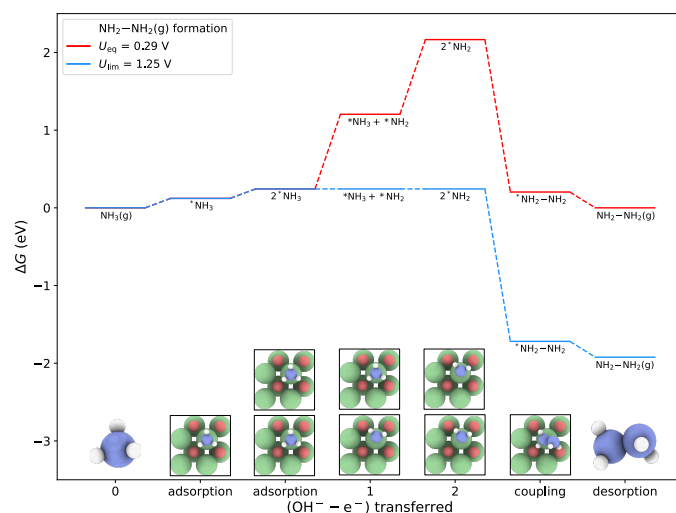 NH₂−NH₂(g) formation
U_eq = 0.29 V
U_lim = 1.25 V
2
1
0
−1
−2
−3
ΔG (eV)
2*NH₂
*NH₃ + *NH₂
NH₃(g)
*NH₃
2*NH₃
*NH₃ + *NH₂
2*NH₂
*NH₂−NH₂
NH₂−NH₂(g)
*NH₂−NH₂
NH₂−NH₂(g)
0
adsorption
adsorption
1
2
coupling
desorption
(OH⁻ − e⁻) transferred